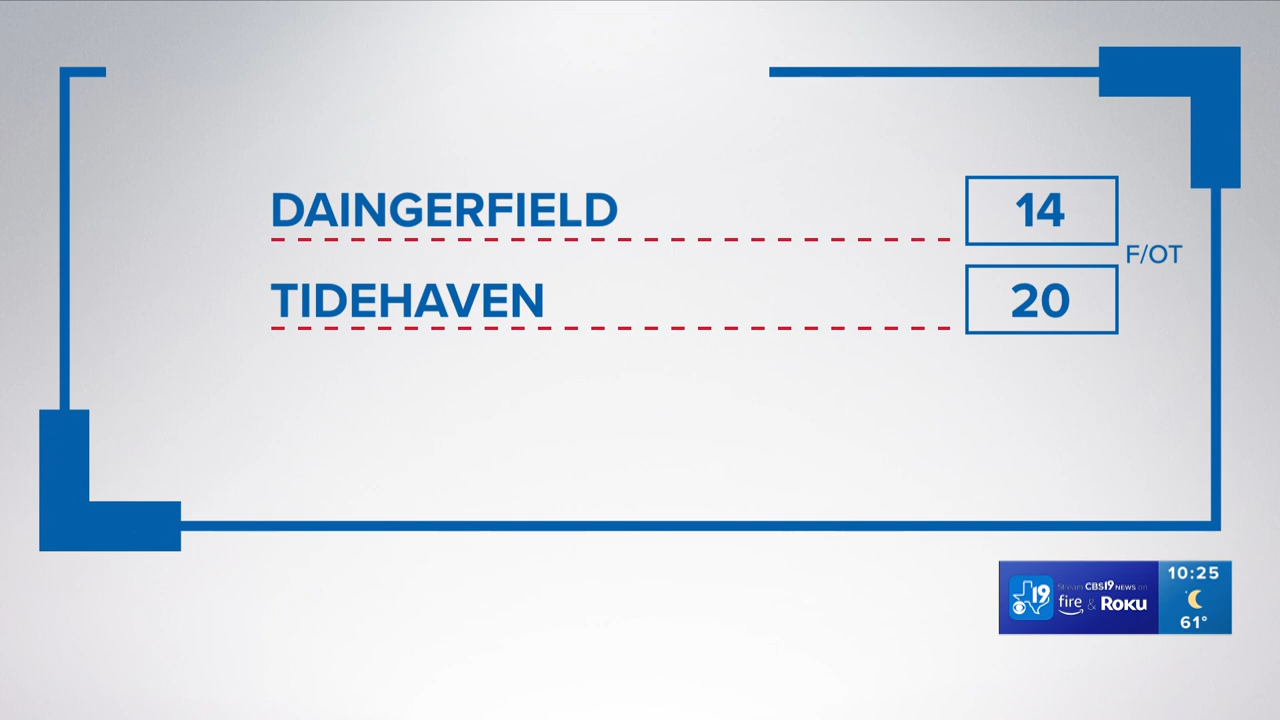 DAINGERFIELD 14
F/OT
TIDEHAVEN 20
19 Stream CBS19 NEWS on
fire & Roku
10:25
61°